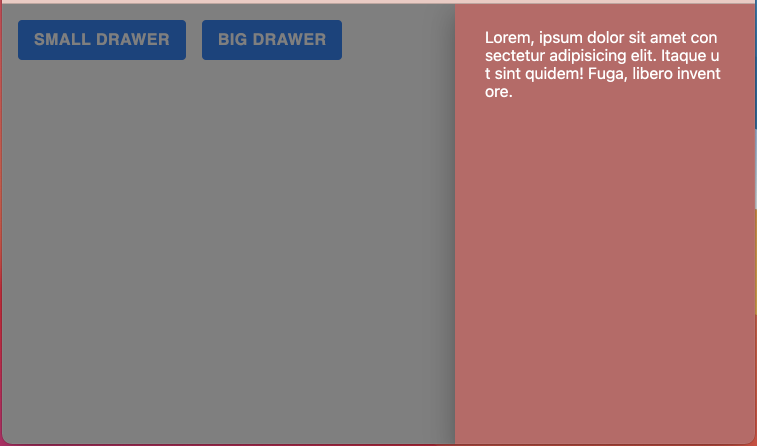 SMALL DRAWER
BIG DRAWER
Lorem, ipsum dolor sit amet con
sectetur adipisicing elit. Itaque u
t sint quidem! Fuga, libero invent
ore.